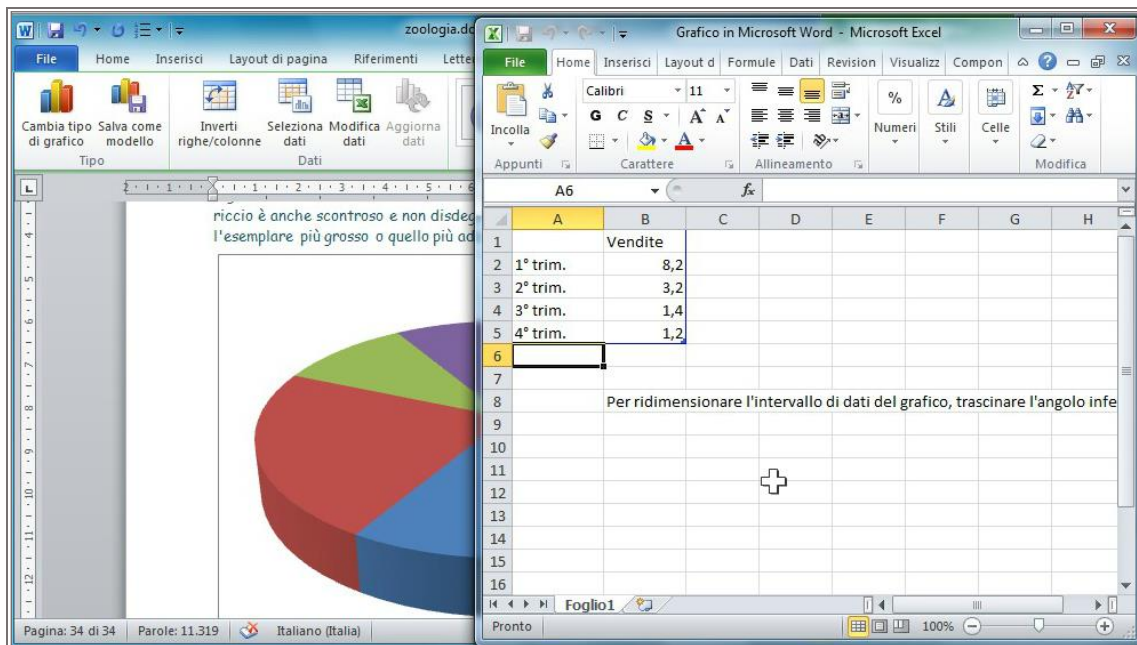 zoologia.do
File Home Inserisci Layout di pagina Riferimenti Lette
Cambia tipo di grafico
Salva come modello
Inverti righe/colonne
Seleziona dati
Modifica dati
Aggiorna dati
Tipo
Dati
riccio è anche scontroso e non disdeg
l'esemplare più grosso o quello più ad
Pagina: 34 di 34 Parole: 11.319 Italiano (Italia)
Grafico in Microsoft Word - Microsoft Excel
File Home Inserisci Layout d Formule Dati Revision Visualizz Compon
Incolla
Calibri 11
G C S A A
A
%
Numeri
Stili
Celle
Σ
Appunti Carattere Allineamento Modifica
A6 fx
A B C D E F G H
1 Vendite
2 1° trim. 8,2
3 2° trim. 3,2
4 3° trim. 1,4
5 4° trim. 1,2
6
7
8 Per ridimensionare l'intervallo di dati del grafico, trascinare l'angolo infe
9
10
11
12
13
14
15
16
Foglio1
Pronto 100%